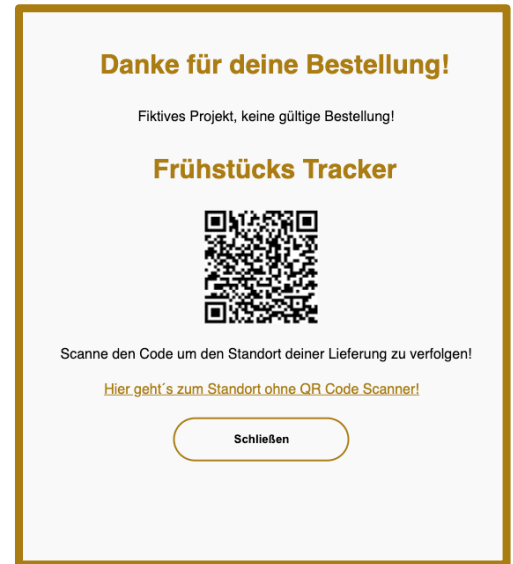 Danke für deine Bestellung!
Fiktives Projekt, keine gültige Bestellung!
Frühstücks Tracker
Scanne den Code um den Standort deiner Lieferung zu verfolgen!
Hier geht´s zum Standort ohne QR Code Scanner!
Schließen